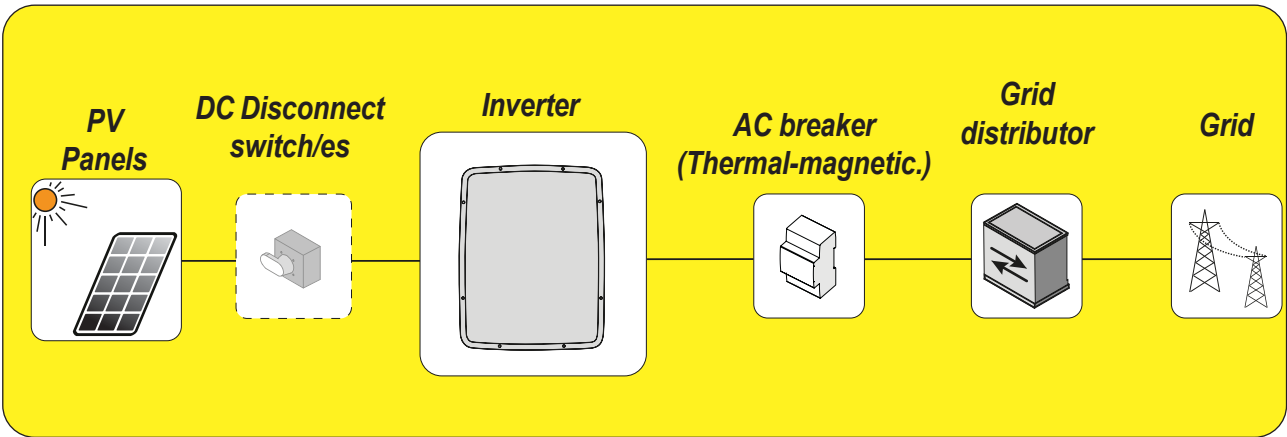 PV
Panels
DC Disconnect
switch/es
Inverter
AC breaker
(Thermal-magnetic.)
Grid
distributor
Grid